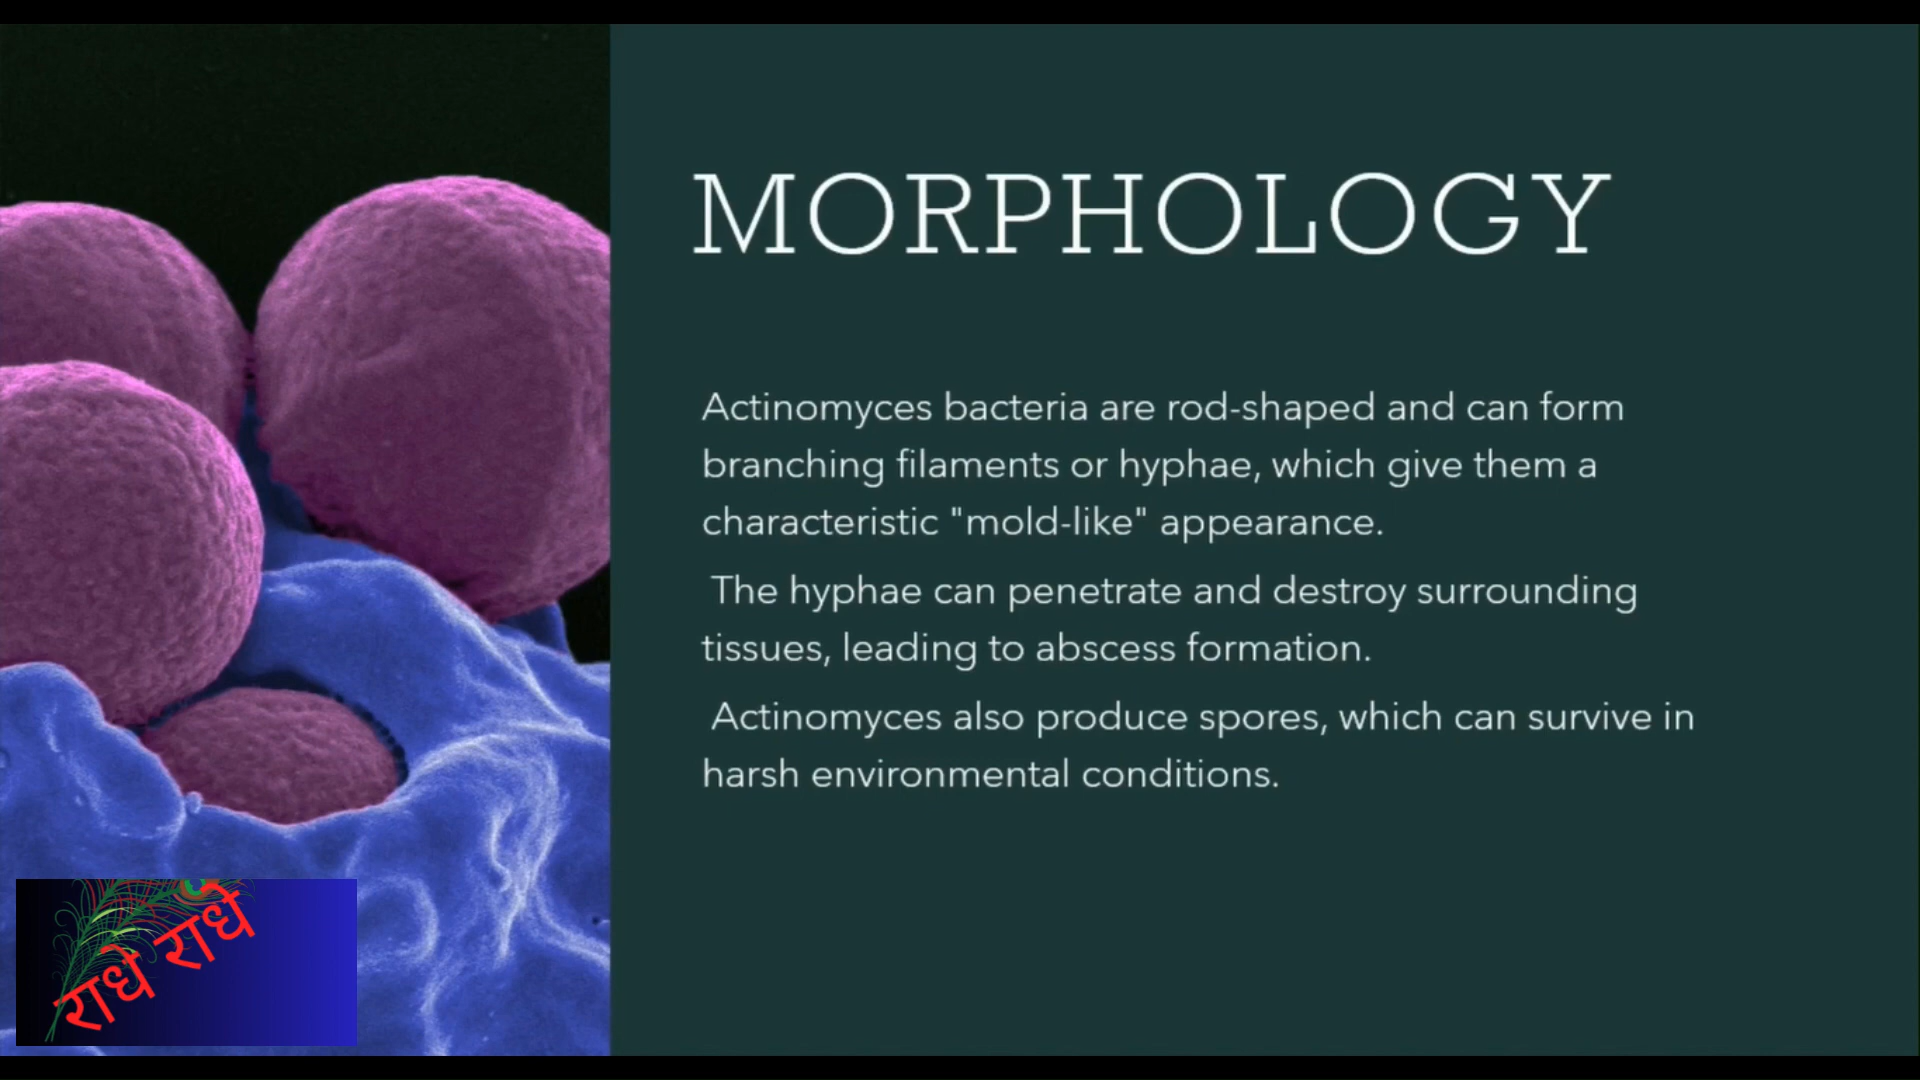 MORPHOLOGY
Actinomyces bacteria are rod-shaped and can form
branching filaments or hyphae, which give them a
characteristic "mold-like" appearance.
The hyphae can penetrate and destroy surrounding
tissues, leading to abscess formation.
Actinomyces also produce spores, which can survive in
harsh environmental conditions.
राधे राधे